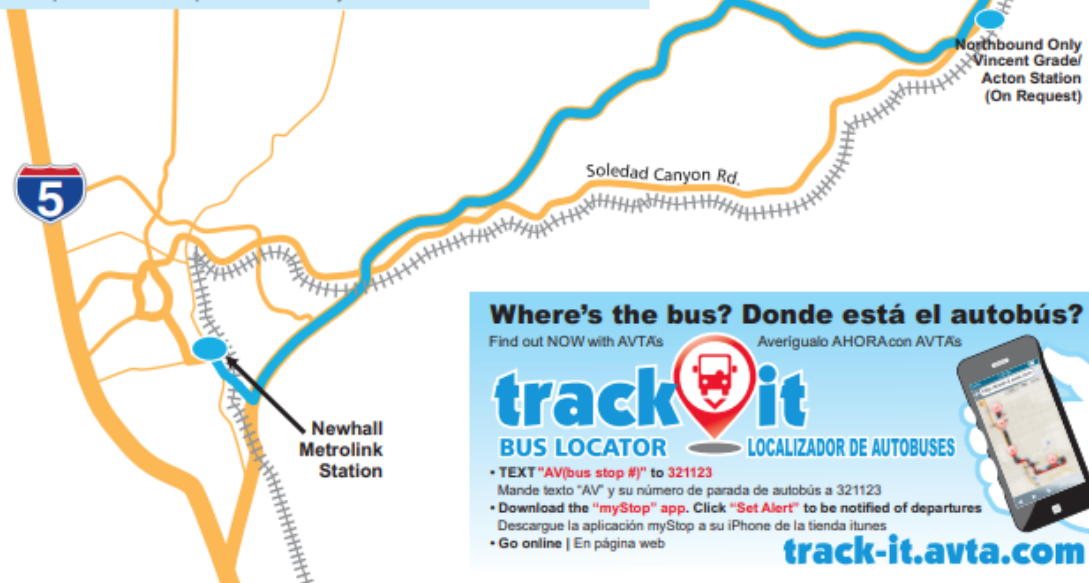 Northbound Only
Vincent Grade/
Acton Station
(On Request)
Soledad Canyon Rd.
5
Newhall
Metrolink
Station
Where's the bus? Donde está el autobús?
Find out NOW with AVTA's
Averígualo AHORA con AVTA's
track it
BUS LOCATOR
LOCALIZADOR DE AUTOBUSES
• TEXT "AV(bus stop #)" to 321123
Mande texto "AV" y su número de parada de autobús a 321123
• Download the "myStop" app. Click "Set Alert" to be notified of departures
Descargue la aplicación myStop a su iPhone de la tienda itunes
• Go online | En página web
track-it.avta.com